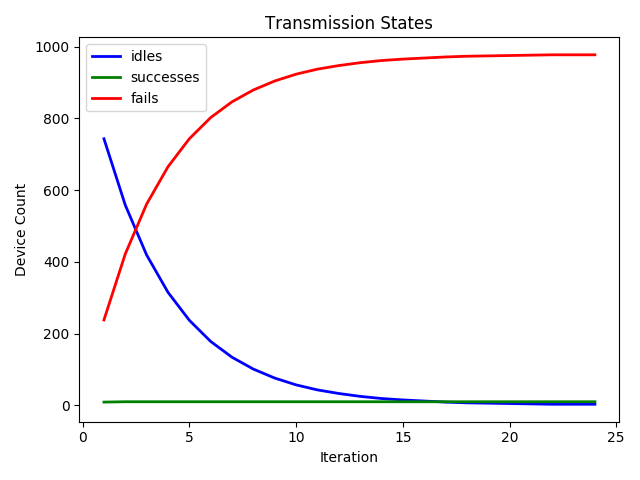 Transmission States
idles
successes
fails
Device Count
1000
800
600
400
200
0
0 5 10 15 20 25
Iteration